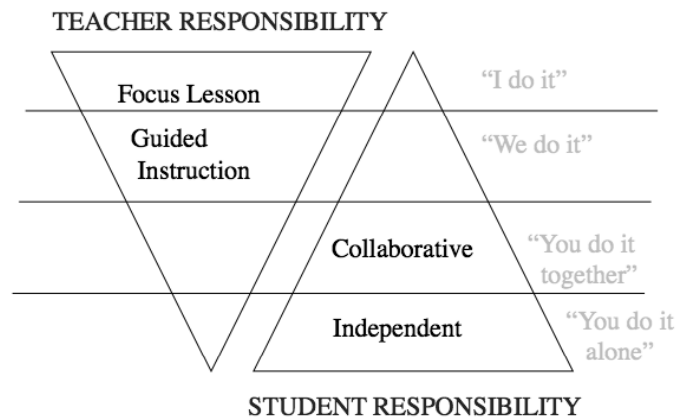 TEACHER RESPONSIBILITY
Focus Lesson
“I do it”
Guided
Instruction
“We do it”
Collaborative
“You do it
together”
Independent
“You do it
alone”
STUDENT RESPONSIBILITY